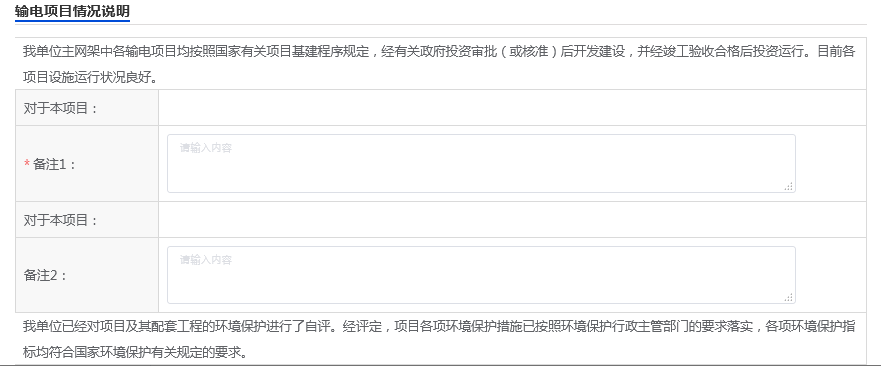 输电项目情况说明
我单位主网架中各输电项目均按照国家有关项目基建程序规定，经有关政府投资审批（或核准）后开发建设，并经竣工验收合格后投资运行。目前各
项目设施运行状况良好。
对于本项目：
* 备注1：
请输入内容
对于本项目：
备注2：
请输入内容
我单位已经对项目及其配套工程的环境保护进行了自评。经评定，项目各项环境保护措施已按照环境保护行政主管部门的要求落实，各项环境保护指
标均符合国家环境保护有关规定的要求。